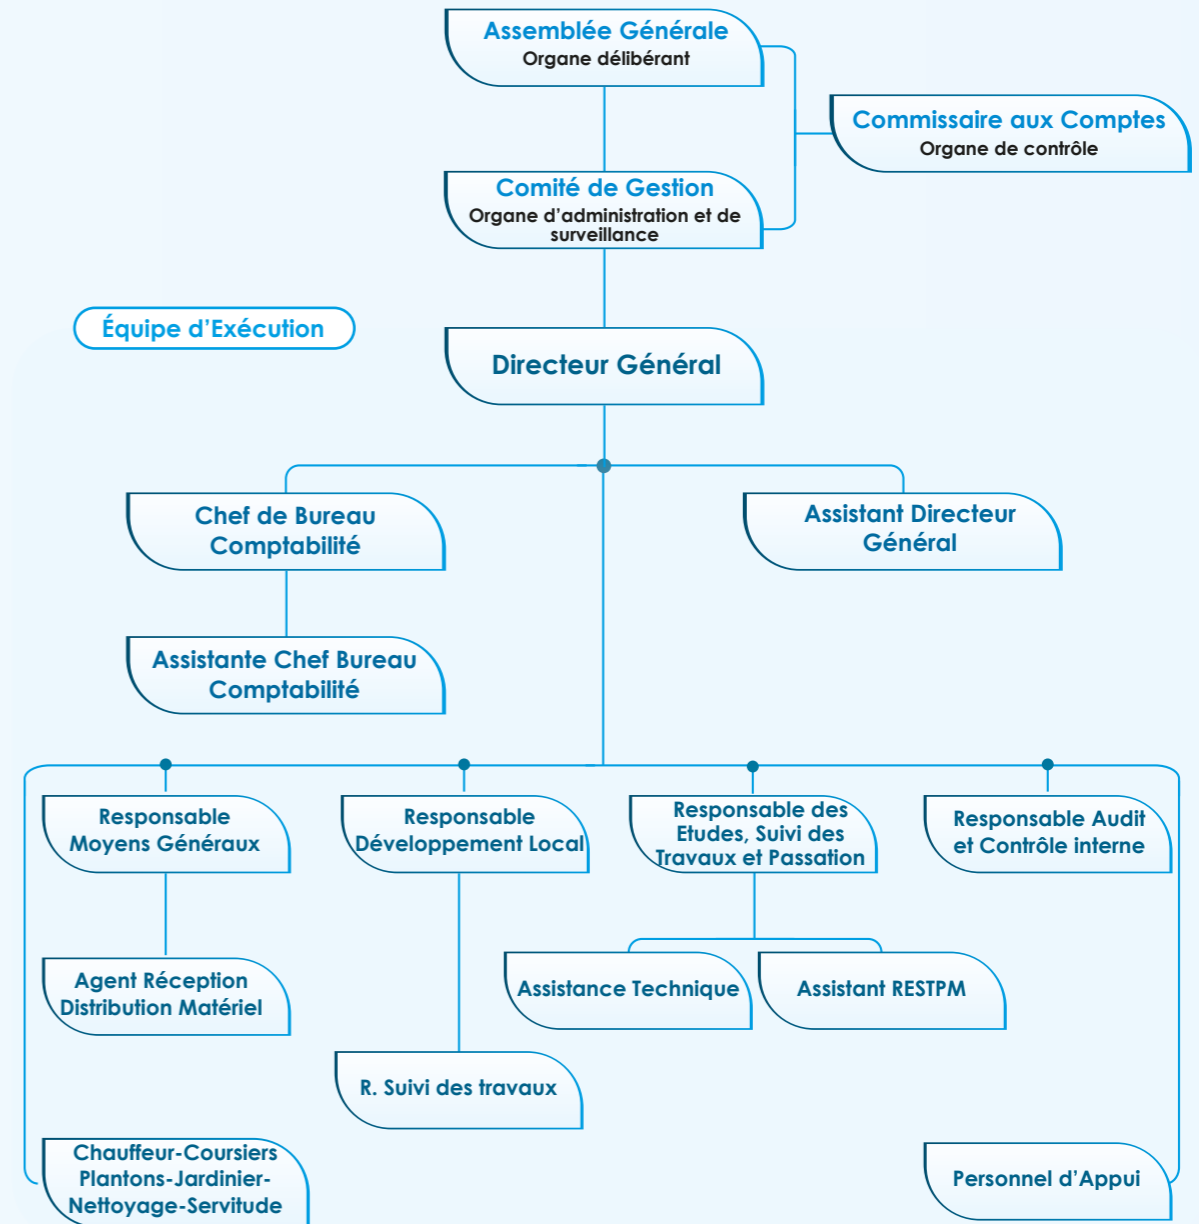 Assemblée Générale
Organe délibérant
Commissaire aux Comptes
Organe de contrôle
Comité de Gestion
Organe d'administration et de
surveillance
Équipe d'Exécution
Directeur Général
Chef de Bureau
Comptabilité
Assistant Directeur
Général
Assistante Chef Bureau
Comptabilité
Responsable
Moyens Généraux
Responsable
Développement Local
Responsable des
Etudes, Suivi des
Travaux et Passation
Responsable Audit
et Contrôle interne
Agent Réception
Distribution Matériel
Assistance Technique
Assistant RESTPM
R. Suivi des travaux
Chauffeur-Coursiers
Plantons-Jardinier-
Nettoyage-Servitude
Personnel d'Appui